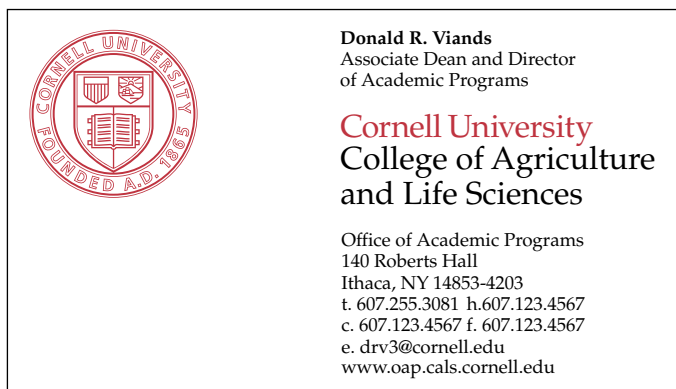 CORNELL UNIVERSITY
FOUNDED A.D. 1865
Donald R. Viands
Associate Dean and Director
of Academic Programs
Cornell University
College of Agriculture
and Life Sciences
Office of Academic Programs
140 Roberts Hall
Ithaca, NY 14853-4203
t. 607.255.3081 h.607.123.4567
c. 607.123.4567 f. 607.123.4567
e. drv3@cornell.edu
www.oap.cals.cornell.edu